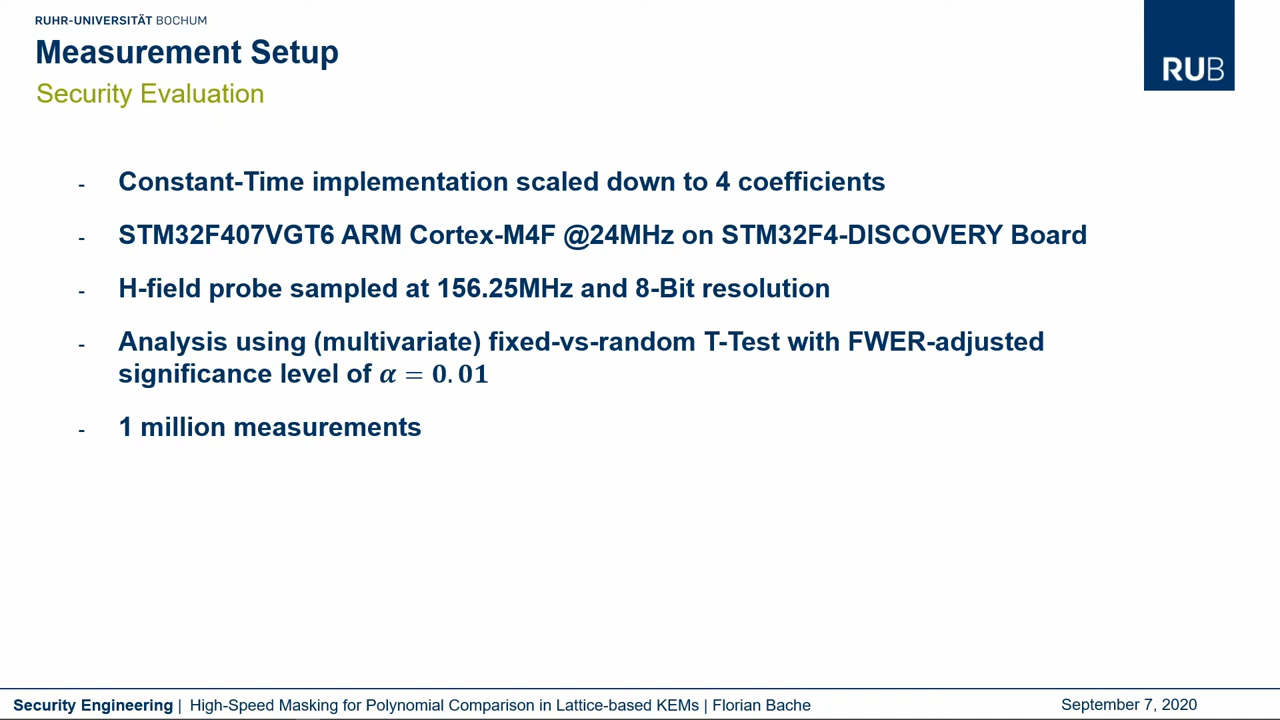 RUHR-UNIVERSITÄT BOCHUM
Measurement Setup
RUB
Security Evaluation
- Constant-Time implementation scaled down to 4 coefficients
- STM32F407VGT6 ARM Cortex-M4F @24MHz on STM32F4-DISCOVERY Board
- H-field probe sampled at 156.25MHz and 8-Bit resolution
- Analysis using (multivariate) fixed-vs-random T-Test with FWER-adjusted
significance level of α = 0.01
- 1 million measurements
Security Engineering | High-Speed Masking for Polynomial Comparison in Lattice-based KEMs | Florian Bache
September 7, 2020